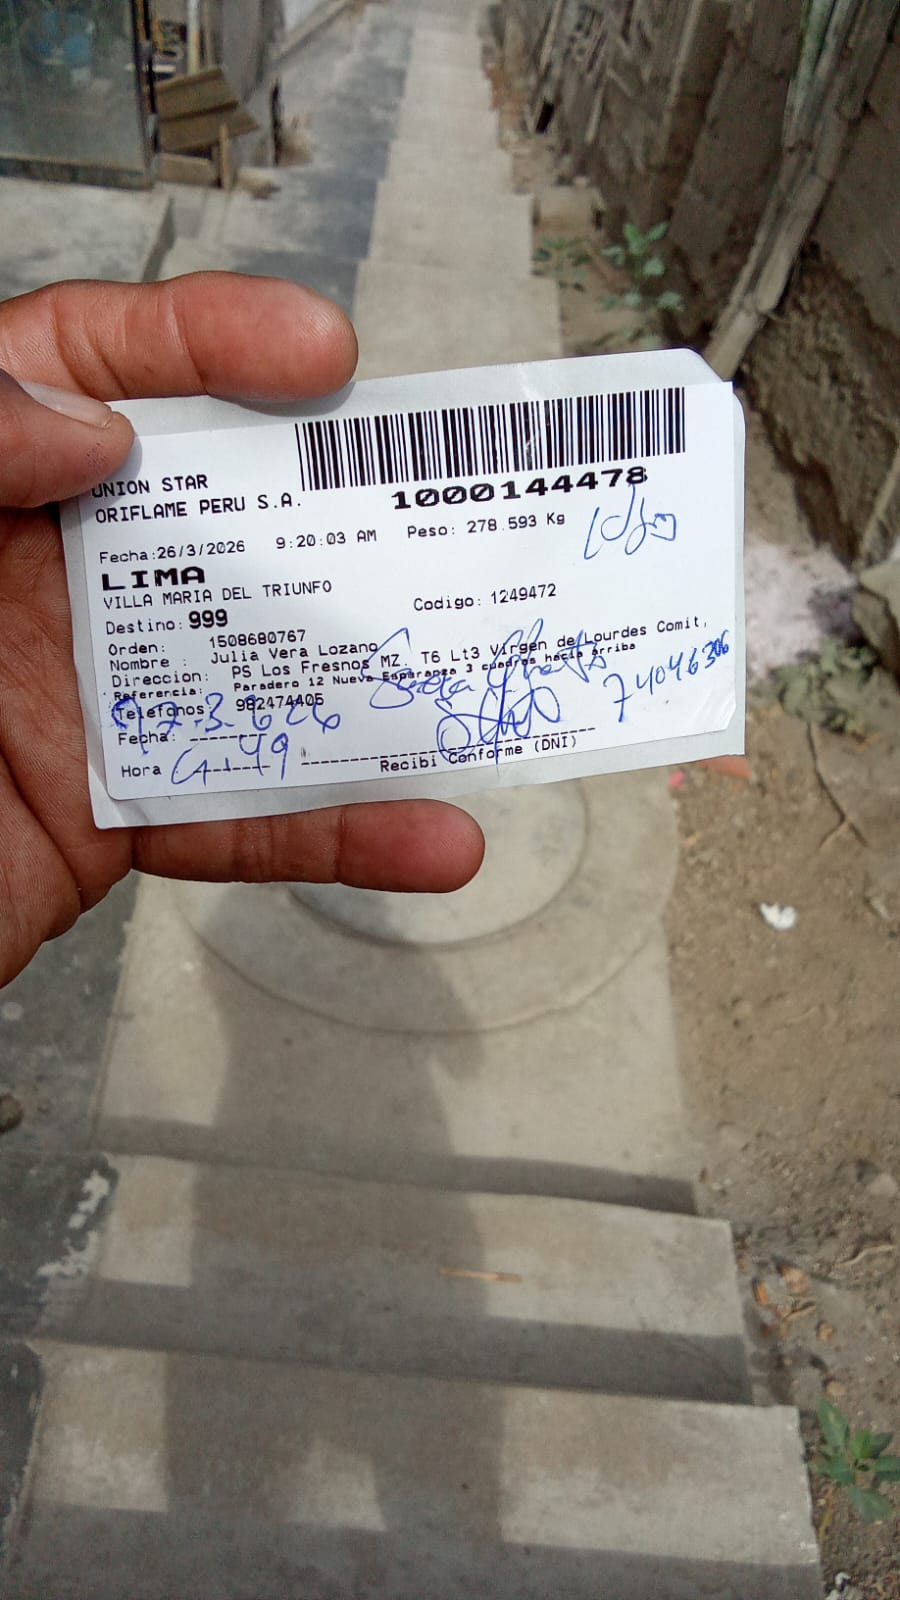 UNION STAR
ORIFLAME PERU S.A.
1000144478
Fecha:26/3/2026 9:20:03 AM Peso: 278.593 Kg
LIMA
VILLA MARIA DEL TRIUNFO
Destino: 999 Codigo: 1249472
Orden: 1508680767
Nombre : Julia Vera Lozano
Direccion: PS Los Fresnos MZ. T6 Lt3 Virgen de Lourdes Comit,
Referencia: Paradero 12 Nueva Esperanza 3 cuadras hacia arriba
Telefonos: 982474405
74046306
Fecha:
Hora
Recibi Conforme (DNI)